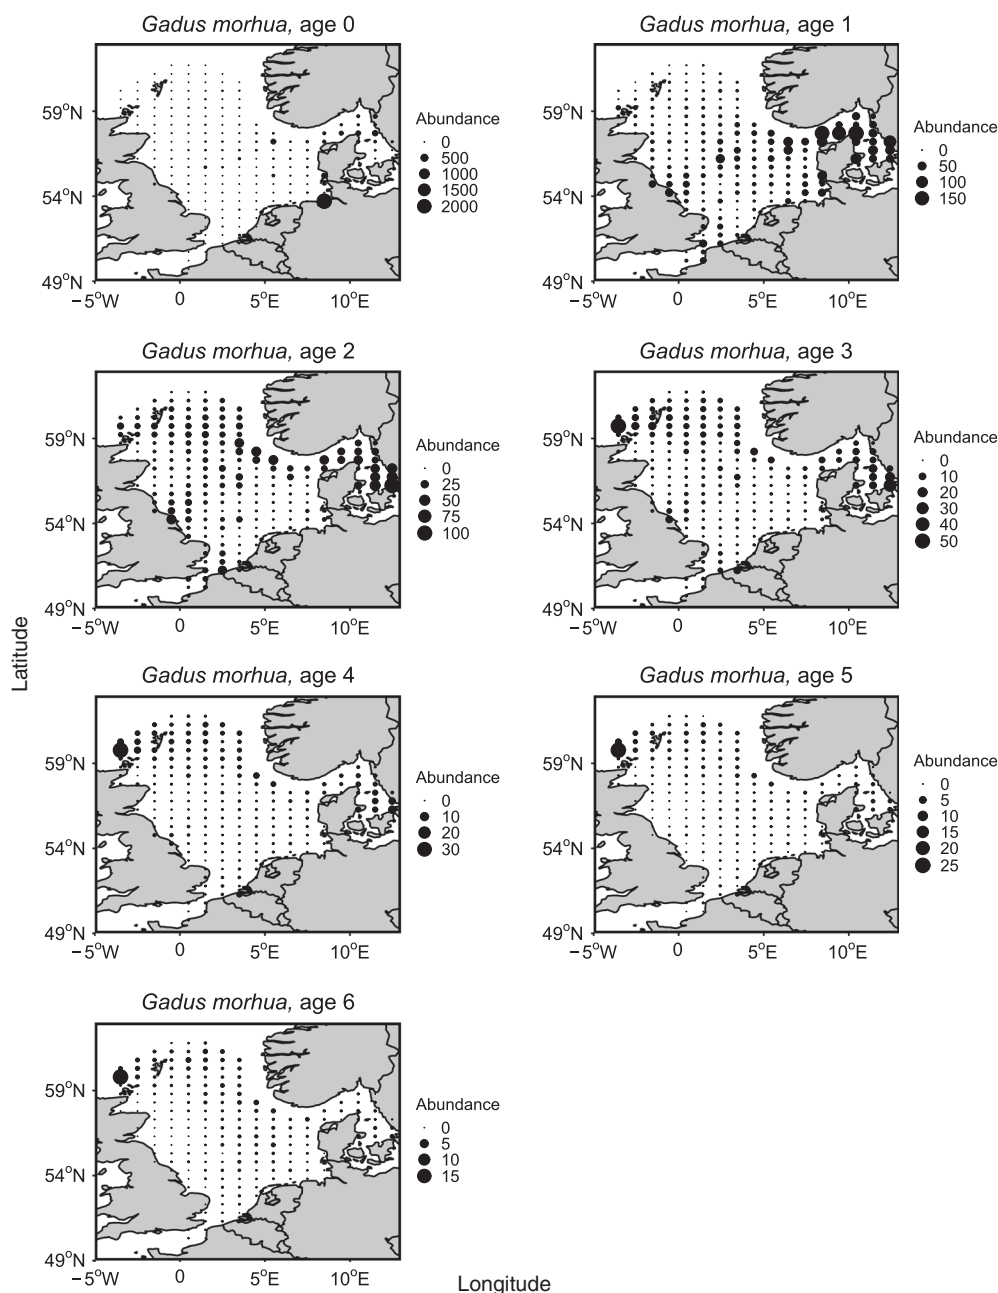 Gadus morhua, age 0
59°N
54°N
49°N
−5°W 0 5°E 10°E
Abundance
0
500
1000
1500
2000
Gadus morhua, age 1
59°N
54°N
49°N
−5°W 0 5°E 10°E
Abundance
0
50
100
150
Gadus morhua, age 2
59°N
54°N
49°N
−5°W 0 5°E 10°E
Abundance
0
25
50
75
100
Gadus morhua, age 3
59°N
54°N
49°N
−5°W 0 5°E 10°E
Abundance
0
10
20
30
40
50
Latitude
Gadus morhua, age 4
59°N
54°N
49°N
−5°W 0 5°E 10°E
Abundance
0
10
20
30
Gadus morhua, age 5
59°N
54°N
49°N
−5°W 0 5°E 10°E
Abundance
0
5
10
15
20
25
Gadus morhua, age 6
59°N
54°N
49°N
−5°W 0 5°E 10°E
Abundance
0
5
10
15
Longitude